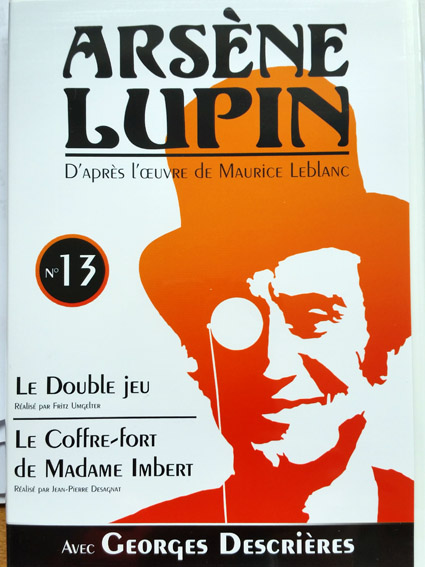 ARSÈNE
LUPIN
D'APRÈS L'ŒUVRE DE MAURICE LEBLANC
N° 13
LE DOUBLE JEU
RÉALISÉ PAR FRITZ UMGELTER
LE COFFRE-FORT
DE MADAME IMBERT
RÉALISÉ PAR JEAN-PIERRE DESAGNAT
AVEC GEORGES DESCRIÈRES